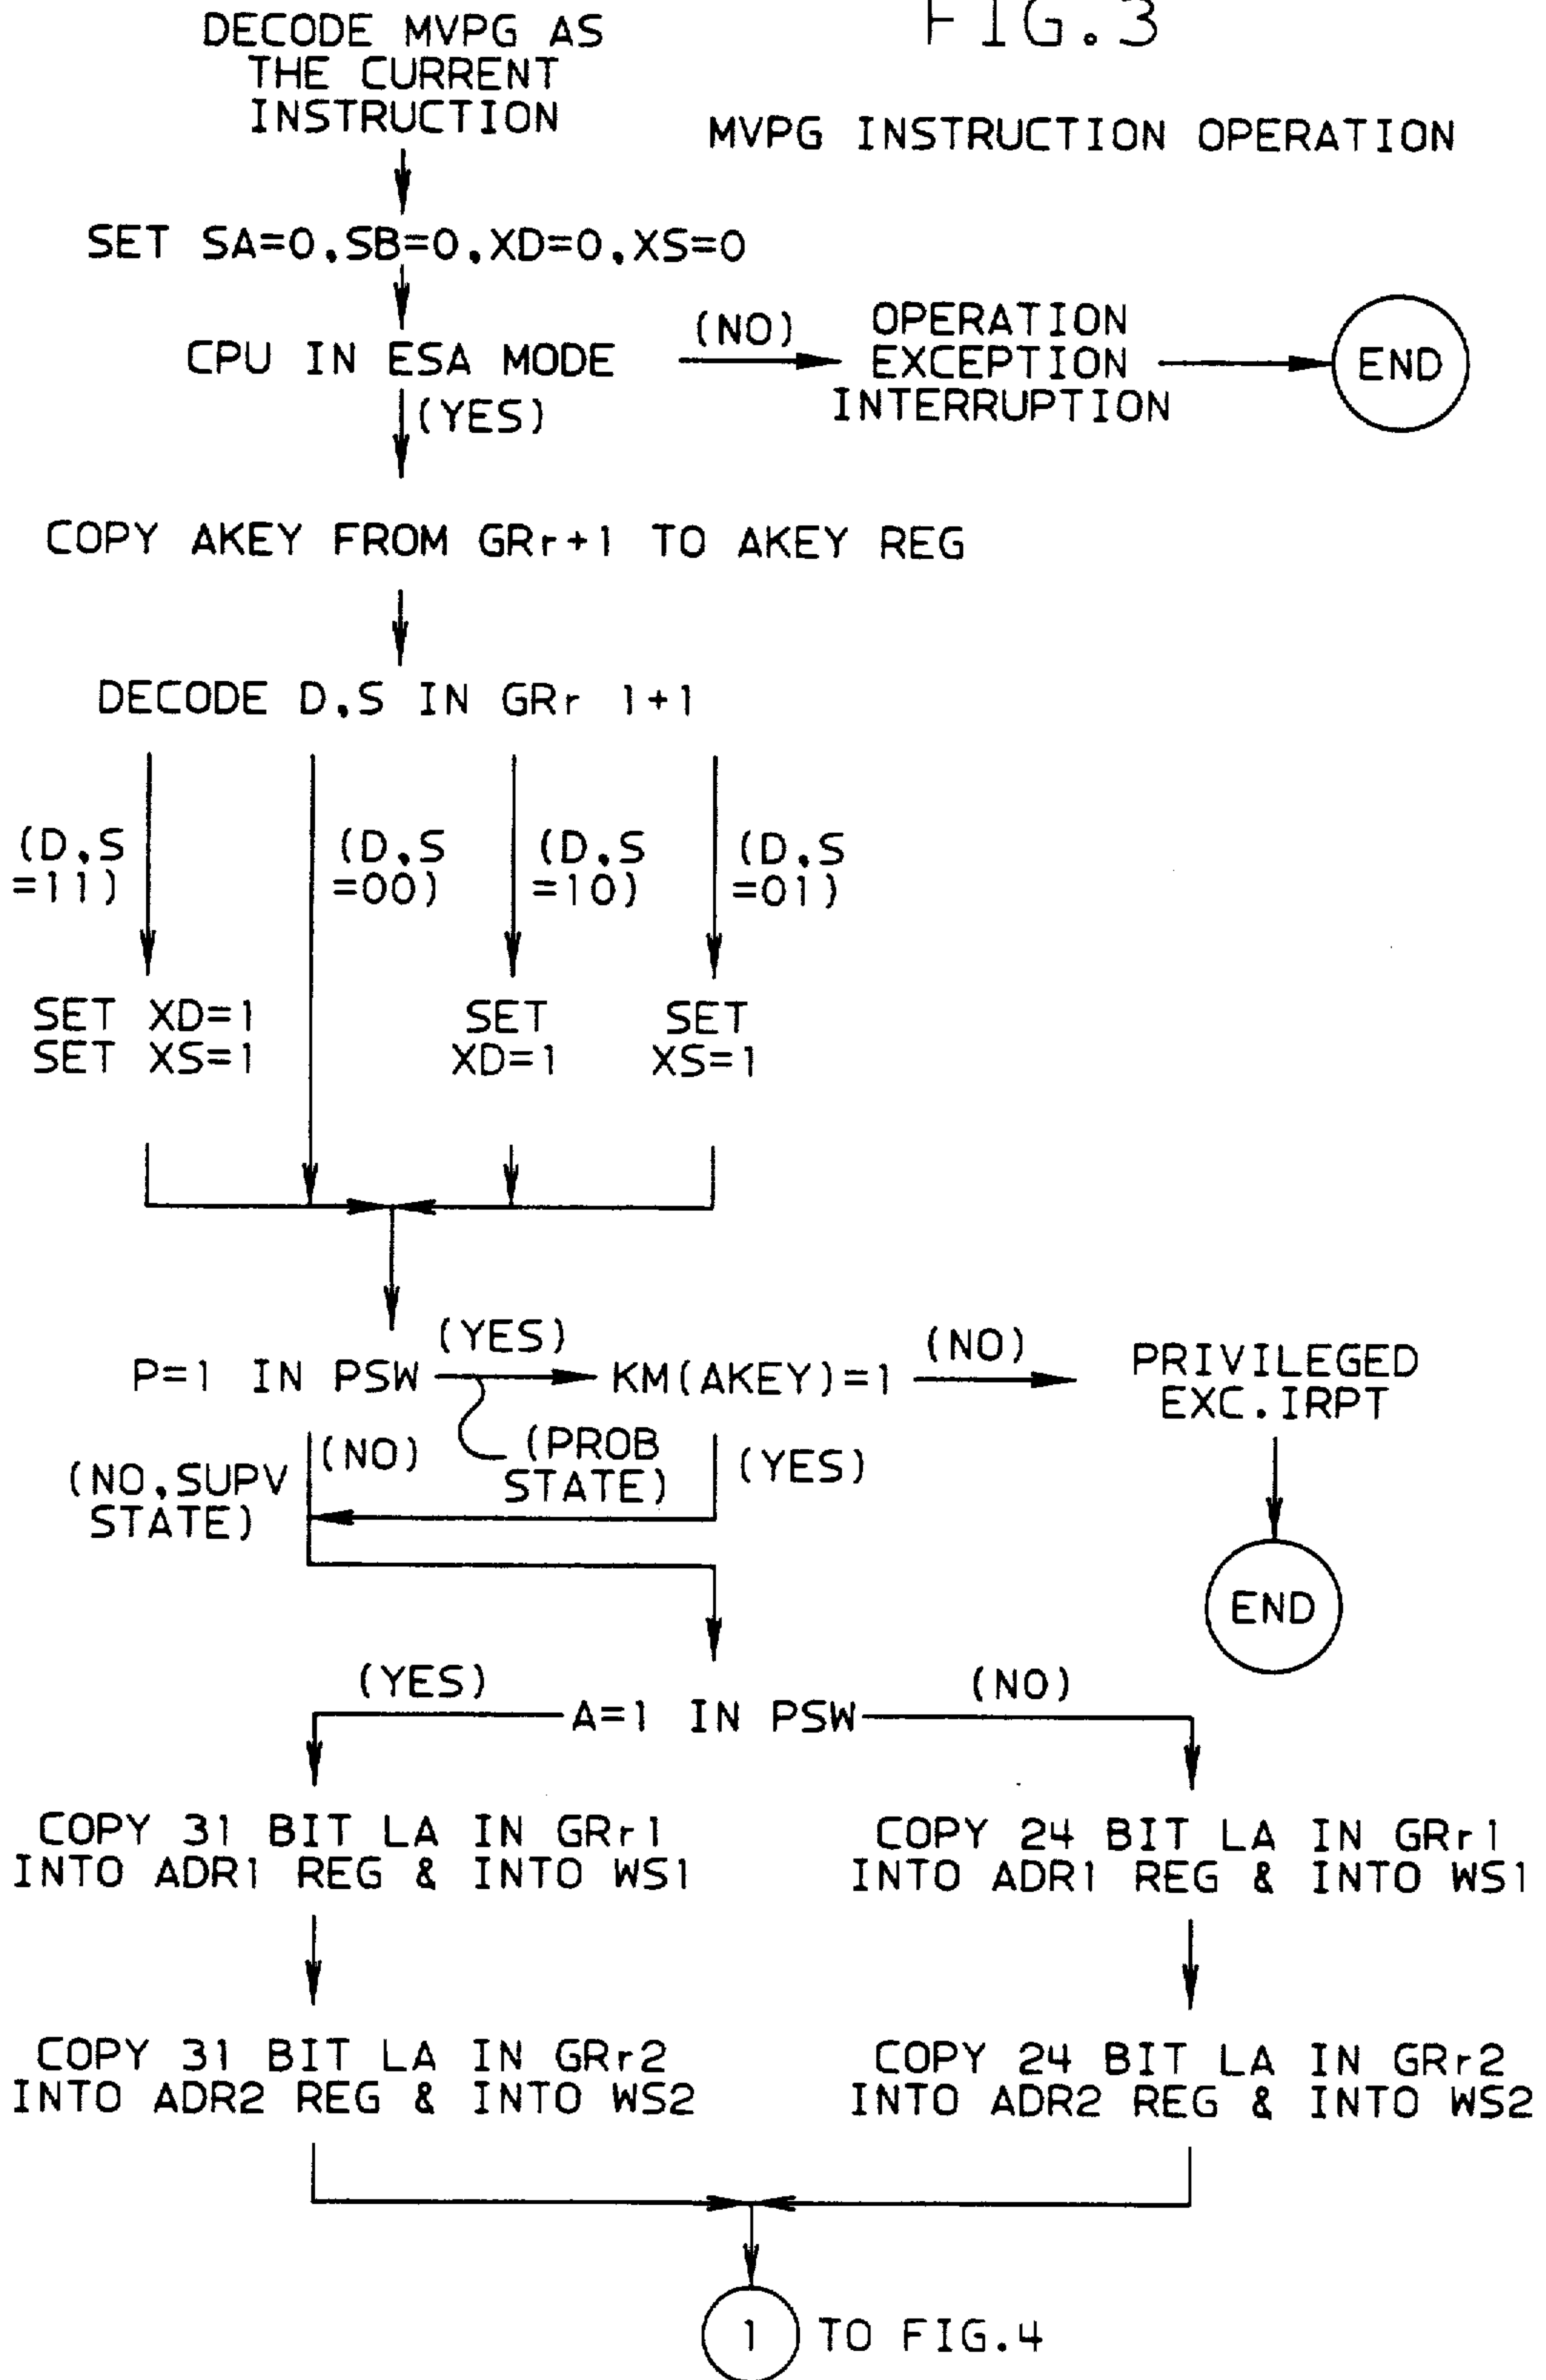 FIG.3
DECODE MVPG AS
THE CURRENT
INSTRUCTION
MVPG INSTRUCTION OPERATION
SET SA=0,SB=0,XD=0,XS=0
CPU IN ESA MODE
(NO)
OPERATION
EXCEPTION
INTERRUPTION
END
(YES)
COPY AKEY FROM GRr+1 TO AKEY REG
DECODE D,S IN GRr 1+1
(D,S
=11)
(D,S
=00)
(D,S
=10)
(D,S
=01)
SET XD=1
SET XS=1
SET
XD=1
SET
XS=1
P=1 IN PSW
(YES)
KM(AKEY)=1
(NO)
PRIVILEGED
EXC.IRPT
(NO)
(PROB
STATE)
(YES)
(NO,SUPV
STATE)
END
(YES)
A=1 IN PSW
(NO)
COPY 31 BIT LA IN GRr1
INTO ADR1 REG & INTO WS1
COPY 24 BIT LA IN GRr1
INTO ADR1 REG & INTO WS1
COPY 31 BIT LA IN GRr2
INTO ADR2 REG & INTO WS2
COPY 24 BIT LA IN GRr2
INTO ADR2 REG & INTO WS2
1 TO FIG.4